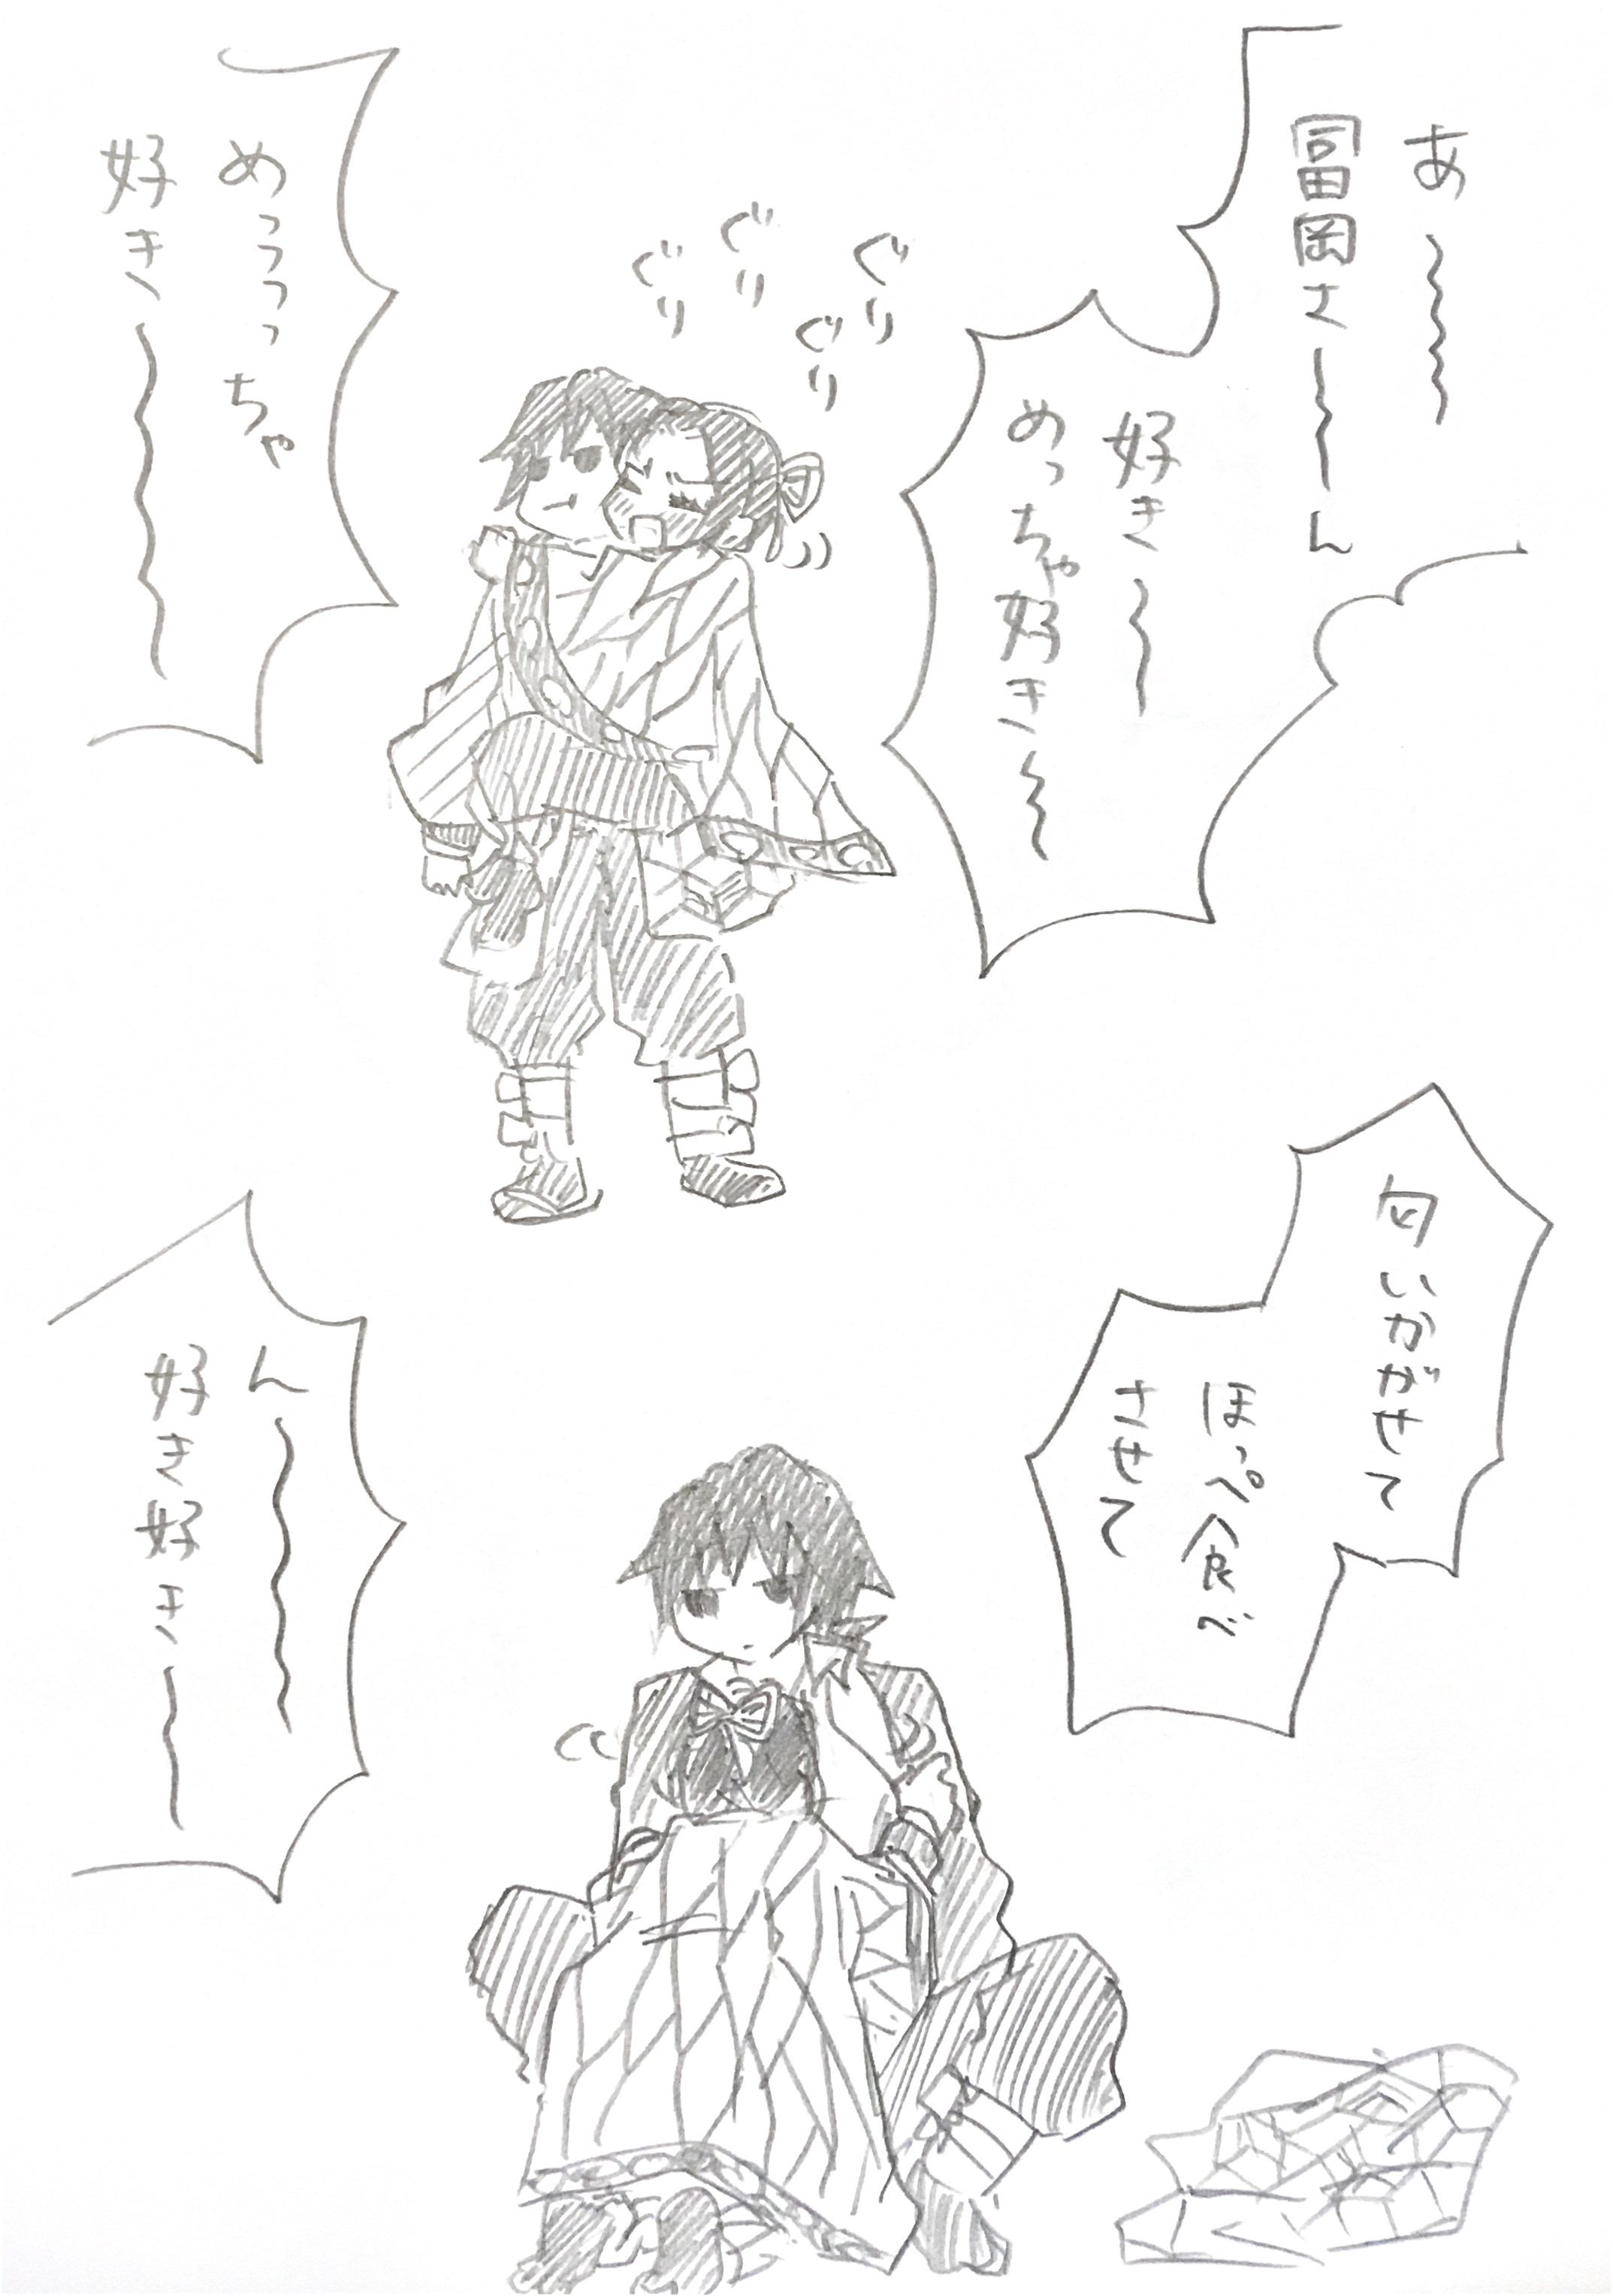 あ～～～
冨岡さ～～ん
好き～～
めっちゃ好き～～
ぐり
ぐり
ぐり
ぐり
めっっっっちゃ
好き～～～～
匂いかがせて
ほっぺ食べ
させて
ん～～～～
好き好き～～